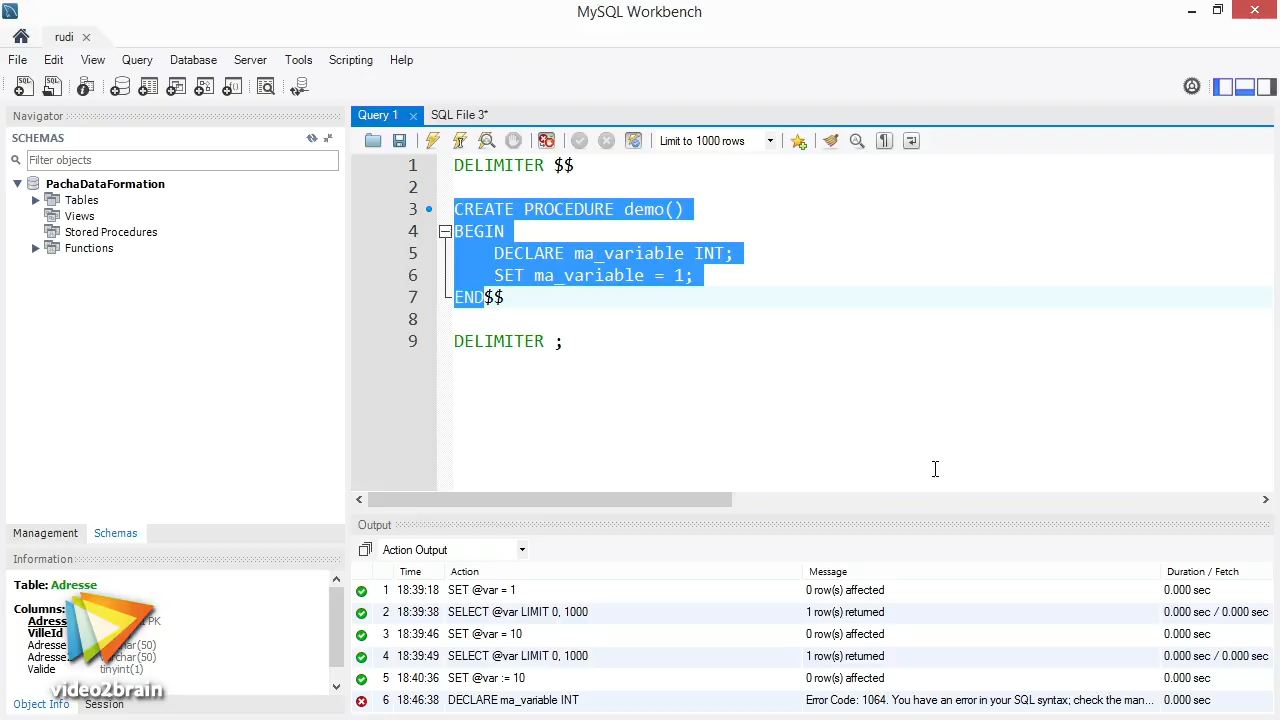 MySQL Workbench
rudi
File Edit View Query Database Server Tools Scripting Help
Navigator
SCHEMAS
Filter objects
PachaDataFormation
Tables
Views
Stored Procedures
Functions
Management Schemas
Information
Table: Adresse
Columns:
Adress PK
VilleId
Adresse rchar(50)
Adresse rchar(50)
Valide tinyint(1)
video2brain
Object Info Session
Query 1 SQL File 3*
Limit to 1000 rows
1 DELIMITER $$
2
3 CREATE PROCEDURE demo()
4 BEGIN
5 DECLARE ma_variable INT;
6 SET ma_variable = 1;
7 END$$
8
9 DELIMITER ;
Output
Action Output
Time Action Message Duration / Fetch
1 18:39:18 SET @var = 1 0 row(s) affected 0.000 sec
2 18:39:38 SELECT @var LIMIT 0, 1000 1 row(s) returned 0.000 sec / 0.000 sec
3 18:39:46 SET @var = 10 0 row(s) affected 0.000 sec
4 18:39:49 SELECT @var LIMIT 0, 1000 1 row(s) returned 0.000 sec / 0.000 sec
5 18:40:36 SET @var := 10 0 row(s) affected 0.000 sec
6 18:46:38 DECLARE ma_variable INT Error Code: 1064. You have an error in your SQL syntax; check the man... 0.000 sec